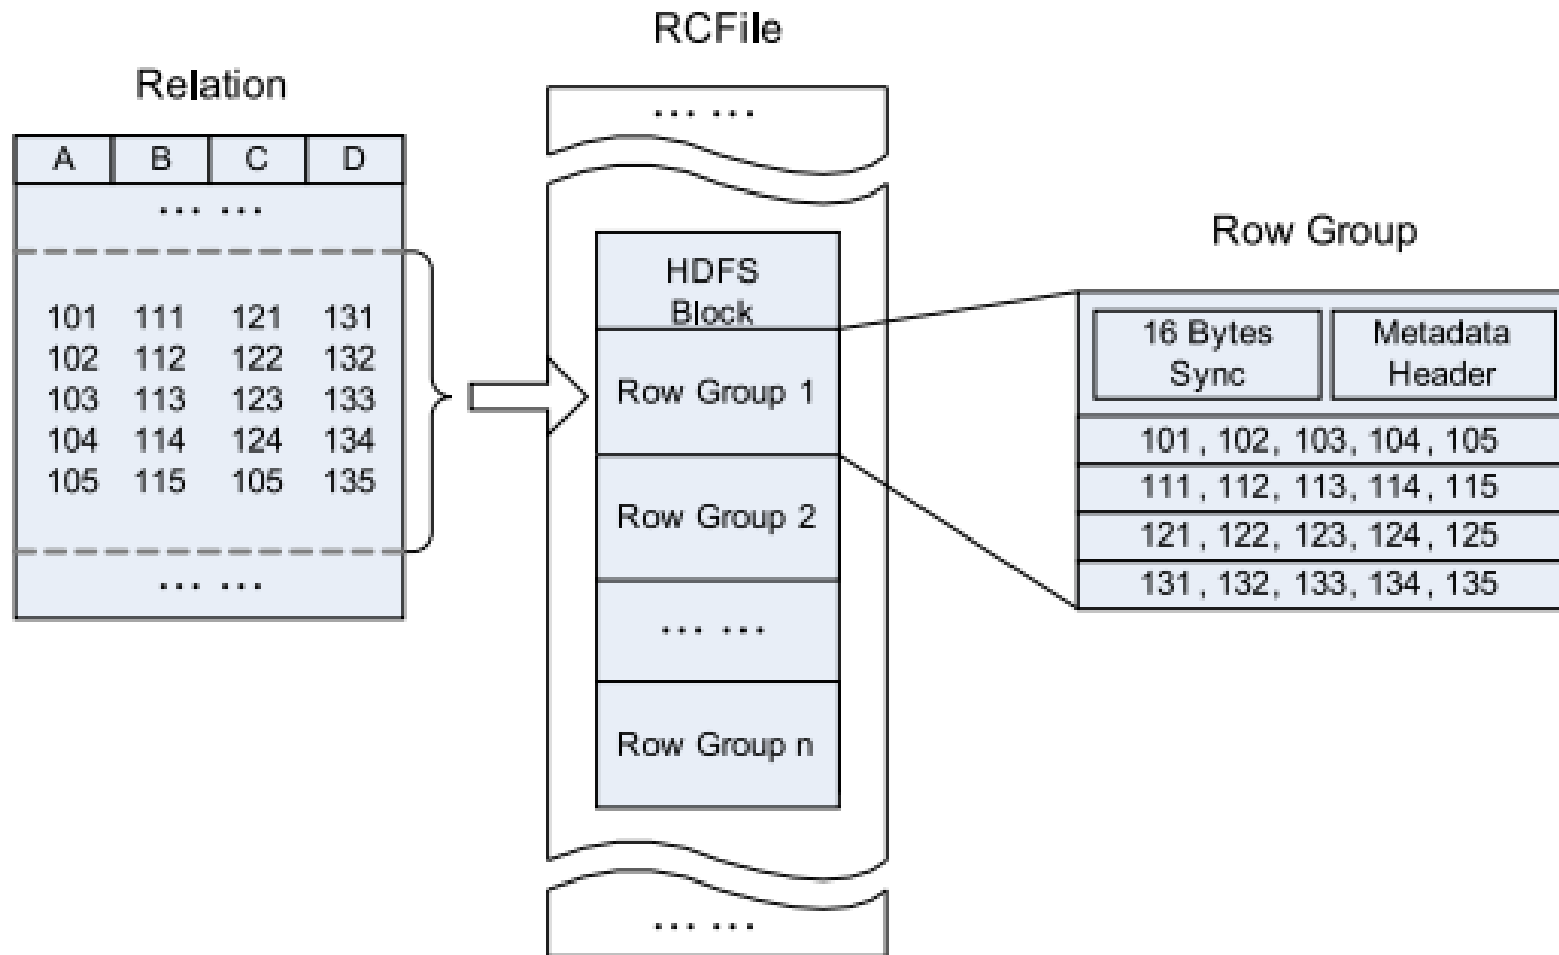 RCFile
Relation
... ...
A B C D
... ...
101 111 121 131
102 112 122 132
103 113 123 133
104 114 124 134
105 115 105 135
... ...
HDFS
Block
Row Group 1
Row Group 2
... ...
Row Group n
... ...
Row Group
16 Bytes
Sync
Metadata
Header
101, 102, 103, 104, 105
111, 112, 113, 114, 115
121, 122, 123, 124, 125
131, 132, 133, 134, 135